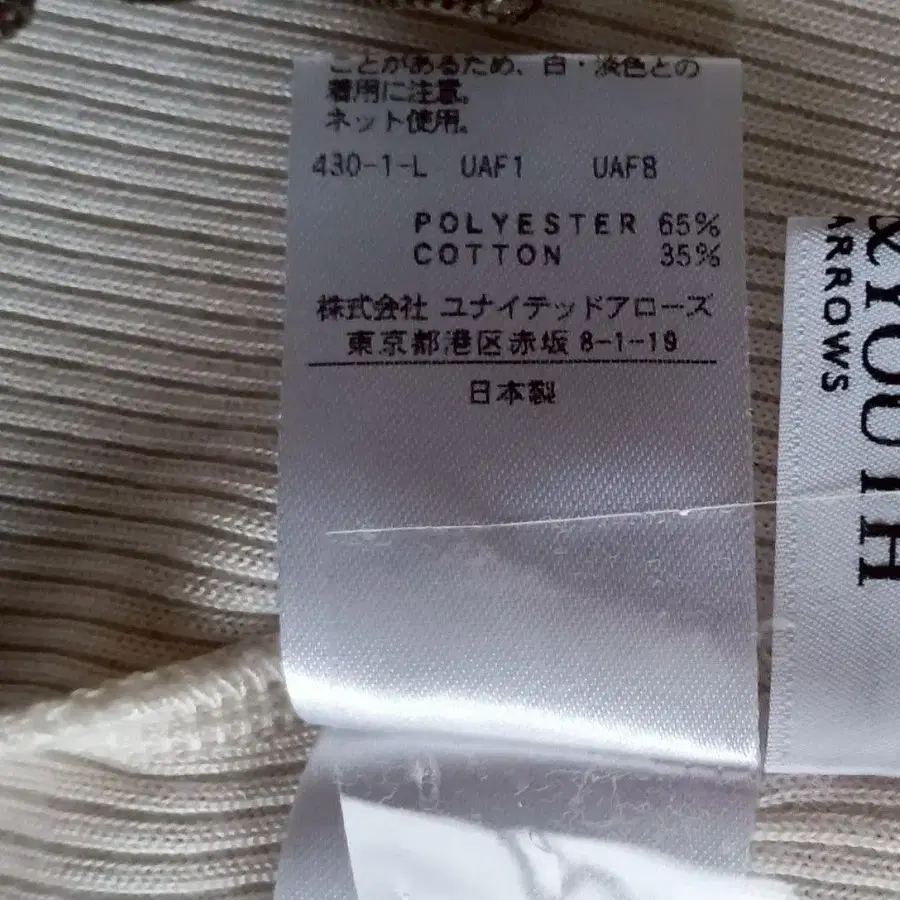 ことがあるため、白・淡色との
着用に注意。
ネット使用。
430-1-L UAF1 UAF8
POLYESTER 65%
COTTON 35%
株式会社 ユナイテッドアローズ
東京都港区赤坂 8-1-19
日本製
&YOUTH
ARROWS